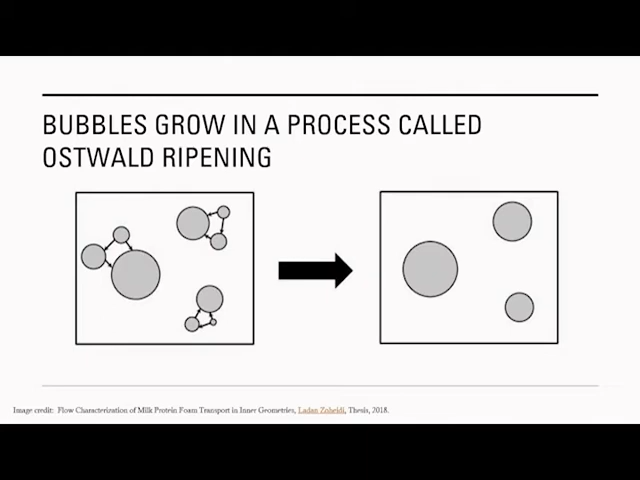 BUBBLES GROW IN A PROCESS CALLED
OSTWALD RIPENING
Image credit: Flow Characterization of Milk Protein Foam Transport in Inner Geometries, Ladan Zoheidi, Thesis, 2018.